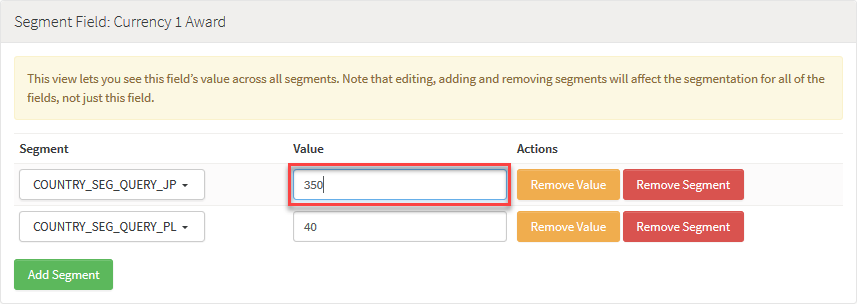 Segment Field: Currency 1 Award
This view lets you see this field's value across all segments. Note that editing, adding and removing segments will affect the segmentation for all of the
fields, not just this field.
Segment Value Actions
COUNTRY_SEG_QUERY_JP 350 Remove Value Remove Segment
COUNTRY_SEG_QUERY_PL 40 Remove Value Remove Segment
Add Segment